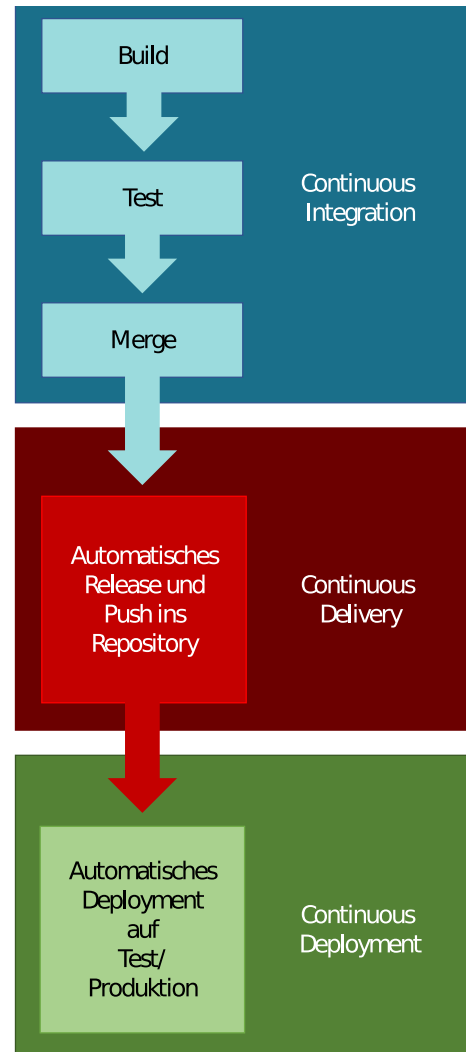 Build
Test
Continuous
Integration
Merge
Automatisches
Release und
Push ins
Repository
Continuous
Delivery
Automatisches
Deployment
auf
Test/
Produktion
Continuous
Deployment